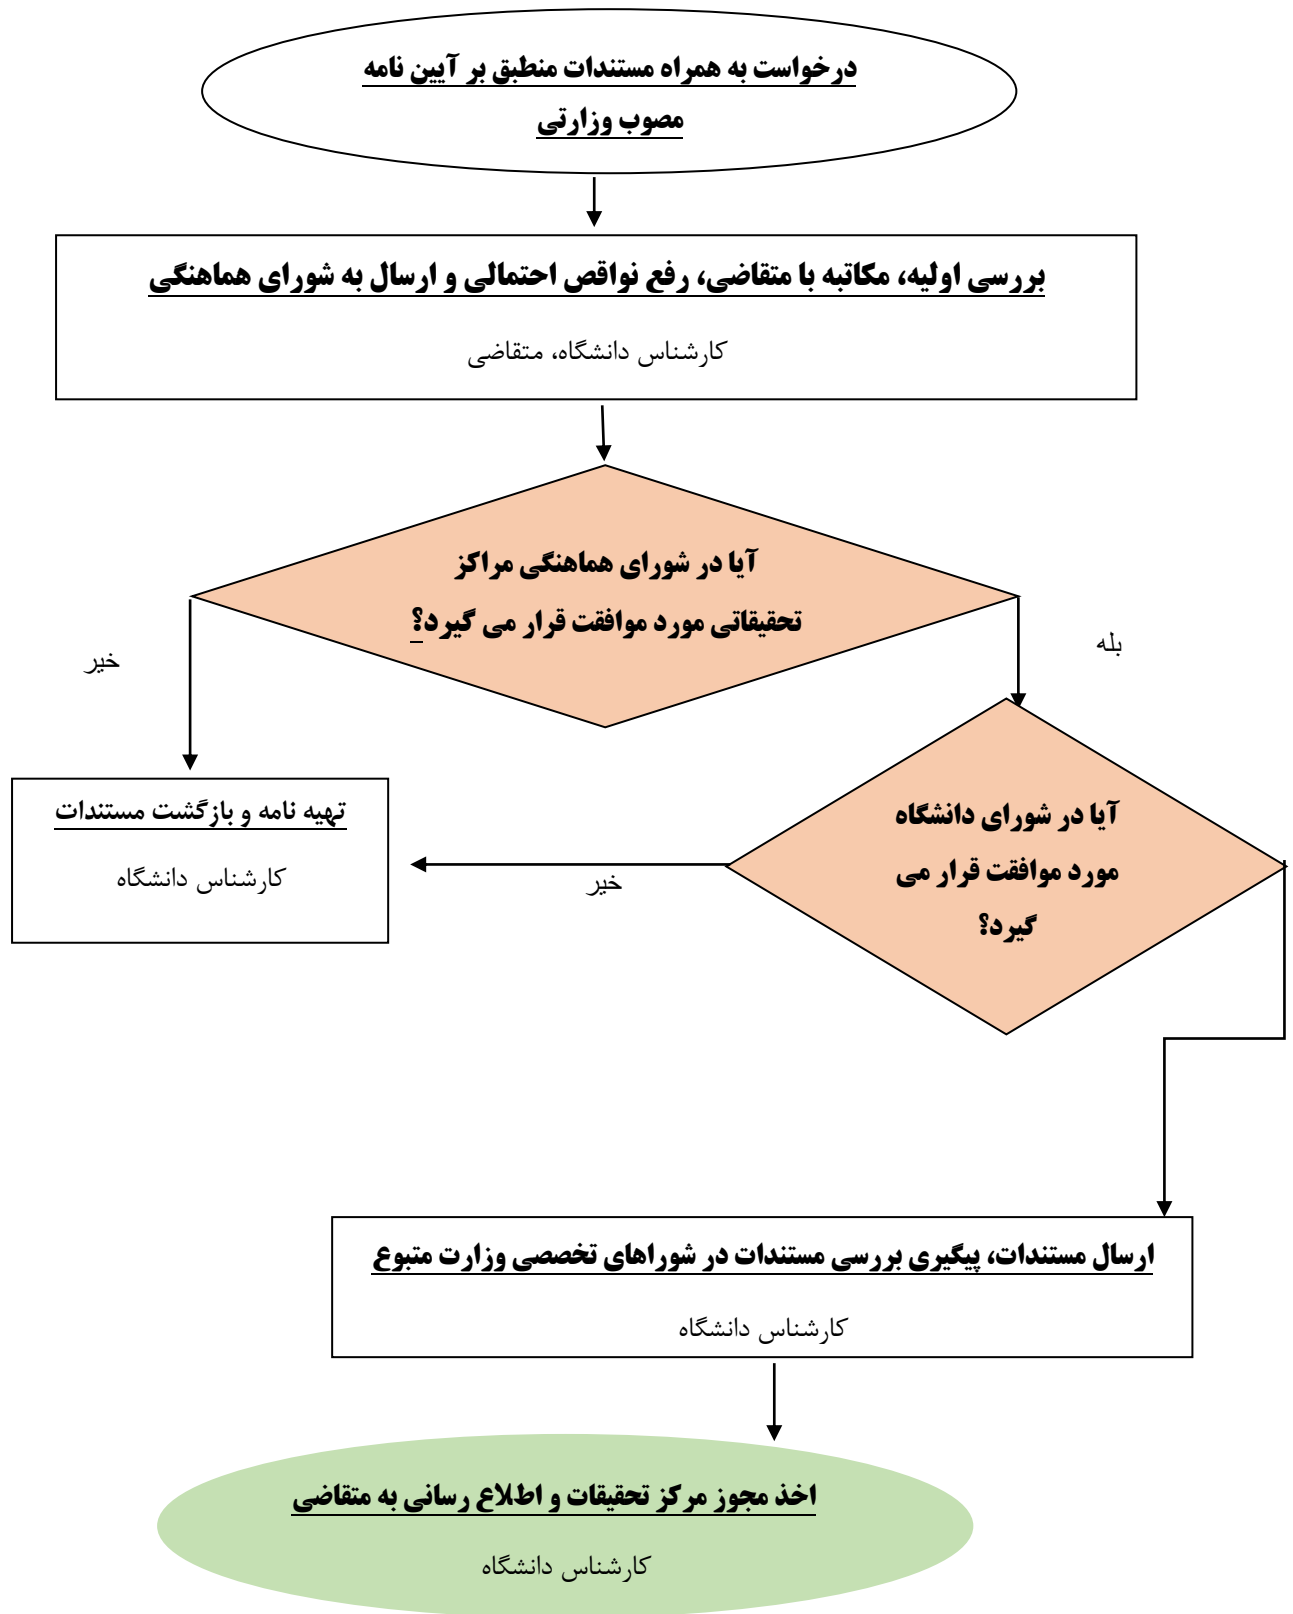 درخواست به همراه مستندات منطبق بر آیین نامه
مصوب وزارتی
بررسی اولیه، مکاتبه با متقاضی، رفع نواقص احتمالی و ارسال به شورای هماهنگی
کارشناس دانشگاه، متقاضی
آیا در شورای هماهنگی مراکز
تحقیقاتی مورد موافقت قرار می گیرد؟
بله
خیر
آیا در شورای دانشگاه
مورد موافقت قرار می
گیرد؟
خیر
تهیه نامه و بازگشت مستندات
کارشناس دانشگاه
ارسال مستندات، پیگیری بررسی مستندات در شوراهای تخصصی وزارت متبوع
کارشناس دانشگاه
اخذ مجوز مرکز تحقیقات و اطلاع رسانی به متقاضی
کارشناس دانشگاه